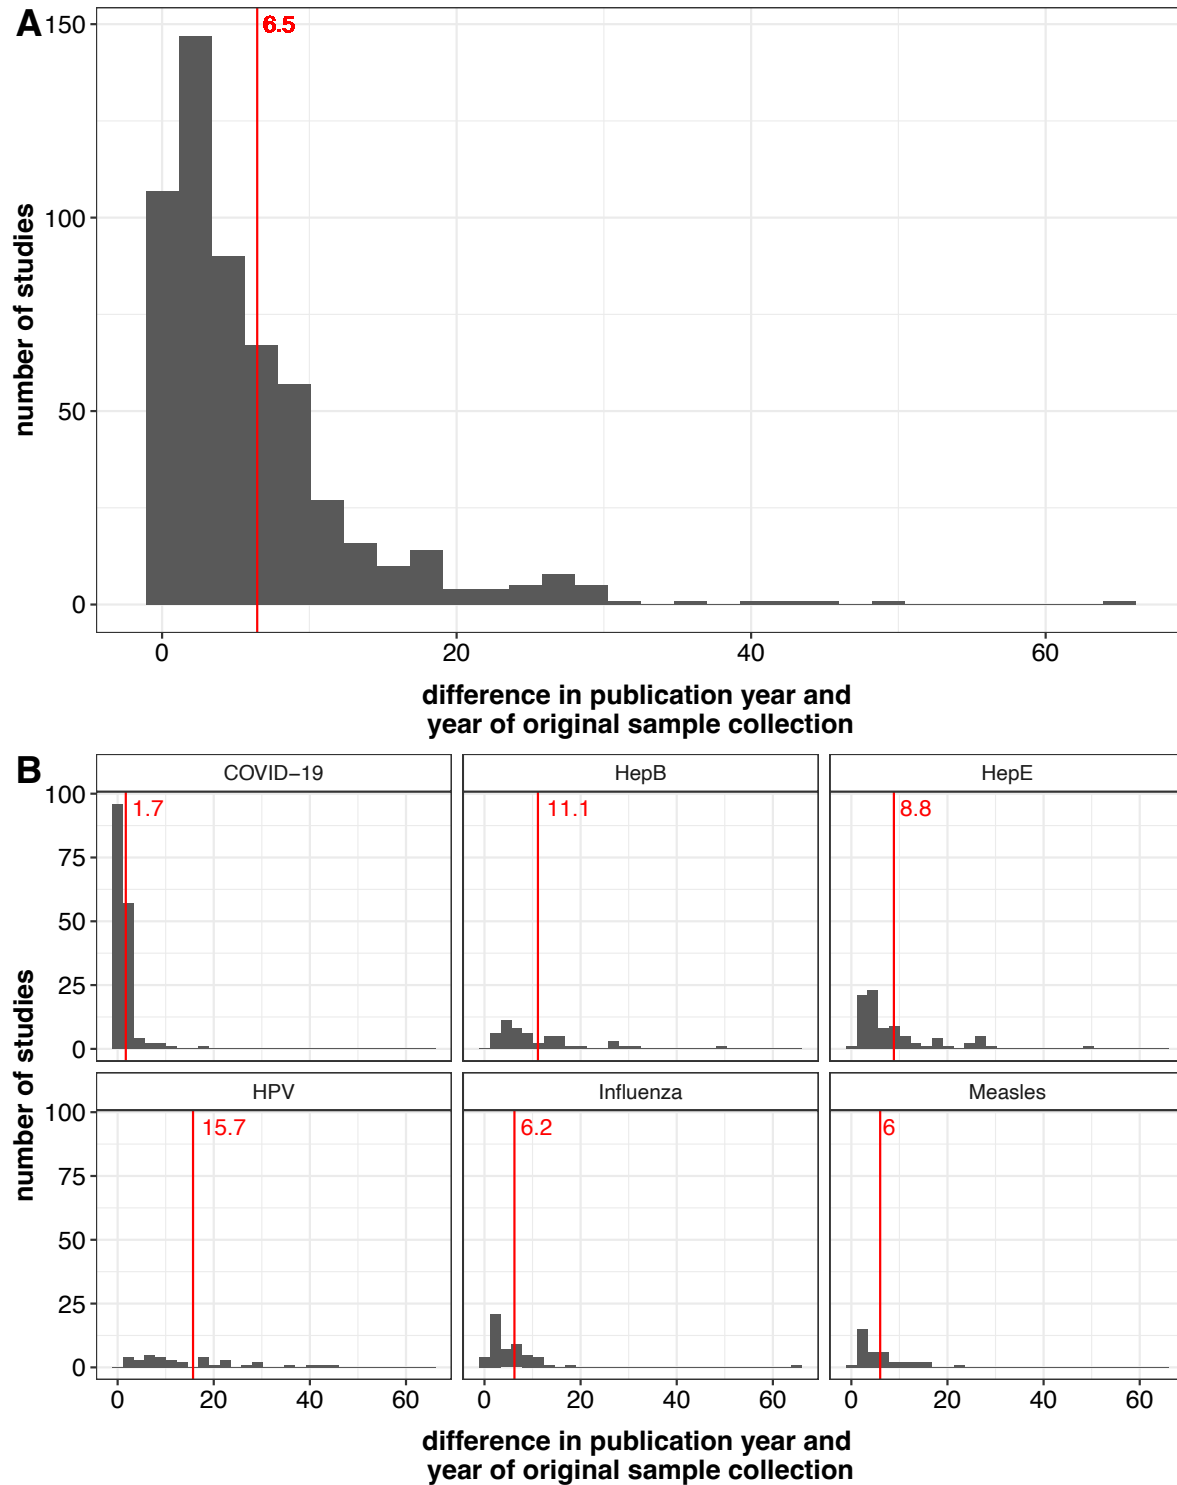 A
150
100
50
0
6.5
number of studies
0 20 40 60
difference in publication year and
year of original sample collection
B
COVID−19 HepB HepE
100
75
50
25
0
1.7 11.1 8.8
HPV Influenza Measles
100
75
50
25
0
15.7 6.2 6
number of studies
0 20 40 60 0 20 40 60 0 20 40 60
difference in publication year and
year of original sample collection